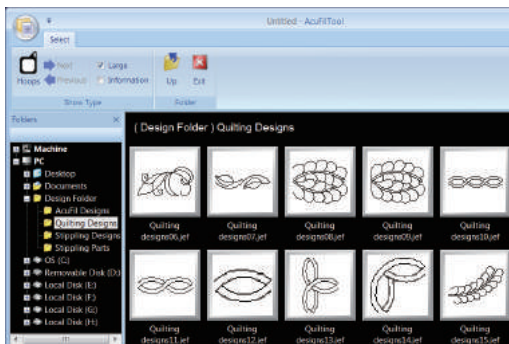 Untitled - AcuFilTool
Select
Hoops
Next
Previous
Large
Information
Up
Exit
Show Type
Folder
Folders
Machine
PC
Desktop
Documents
Design Folder
AcuFil Designs
Quilting Designs
Stippling Designs
Stippling Parts
OS (C:)
Removable Disk (D:)
Local Disk (E:)
Local Disk (F:)
Local Disk (G:)
Local Disk (H:)
( Design Folder ) Quilting Designs
Quilting
designs06.jef
Quilting
designs07.jef
Quilting
designs08.jef
Quilting
designs09.jef
Quilting
designs10.jef
Quilting
designs11.jef
Quilting
designs12.jef
Quilting
designs13.jef
Quilting
designs14.jef
Quilting
designs15.jef